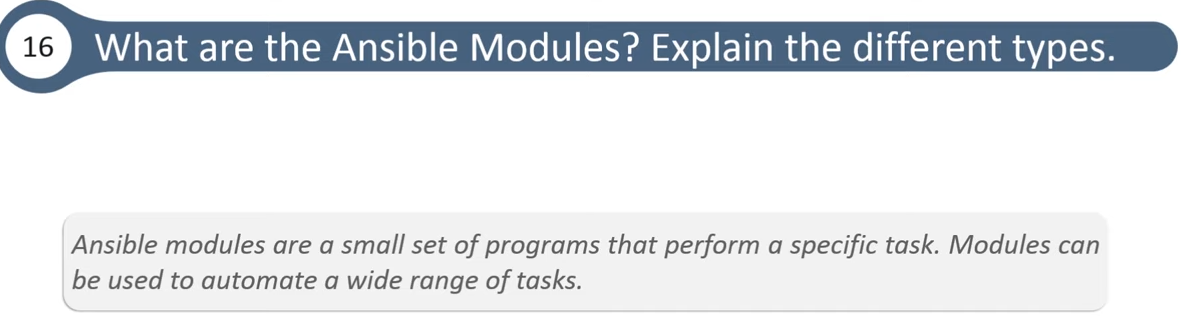 16 What are the Ansible Modules? Explain the different types.
Ansible modules are a small set of programs that perform a specific task. Modules can
be used to automate a wide range of tasks.